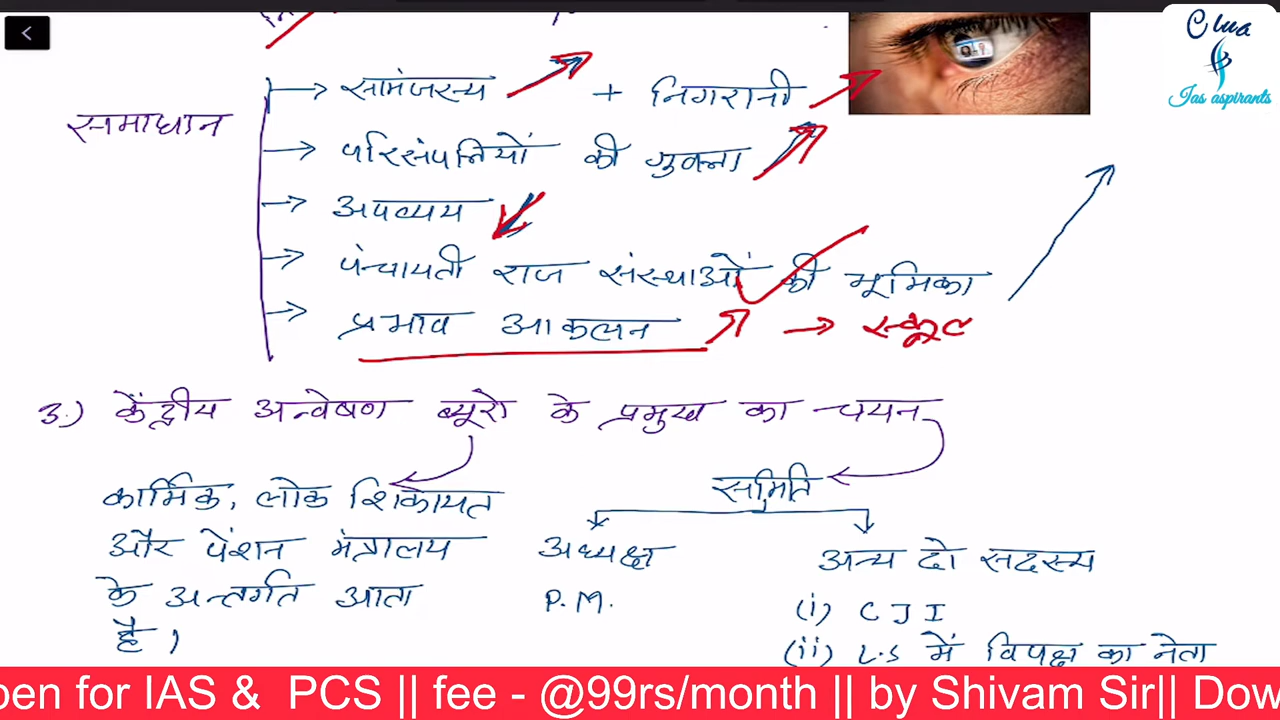 Clua
Ias aspirants
→ सामंजस्य + निगरानी
समाधान
→ परिसंपत्तियों की गुणवत्ता
→ अपव्यय
→ पंचायती राज संस्थाओं की भूमिका
→ प्रभाव आकलन → स्कूल
3.) केंद्रीय अन्वेषण ब्यूरो के प्रमुख का चयन
समिति
कार्मिक, लोक शिकायत
और पेंशन मंत्रालय
के अन्तर्गत आता
है।
अध्यक्ष
P.M.
अन्य दो सदस्य
(i) C J I
(ii) L.S में विपक्ष का नेता
pen for IAS & PCS || fee - @99rs/month || by Shivam Sir|| Dow